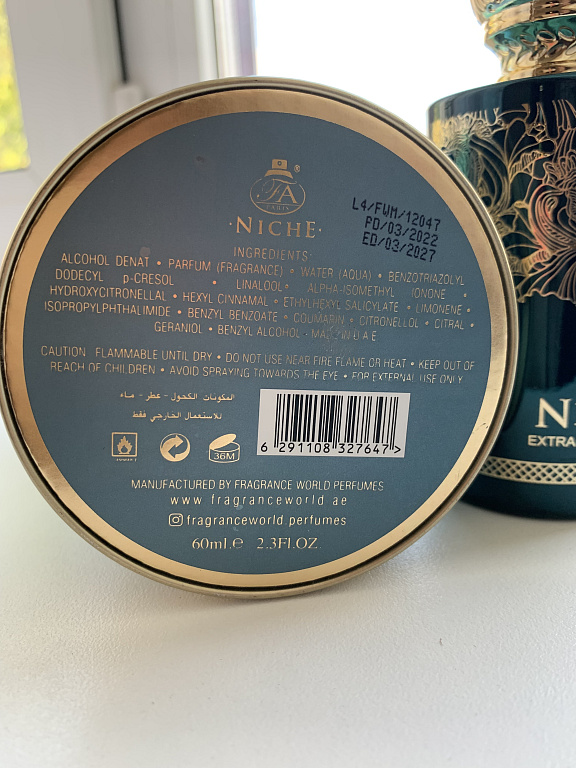 FA
PARIS
·NICHE·
L4/FWM/12047
PD/03/2022
ED/03/2027
INGREDIENTS:
ALCOHOL DENAT • PARFUM (FRAGRANCE) • WATER (AQUA) • BENZOTRIAZOLYL
DODECYL p-CRESOL • LINALOOL • ALPHA-ISOMETHYL IONONE •
HYDROXYCITRONELLAL • HEXYL CINNAMAL • ETHYLHEXYL SALICYLATE • LIMONENE •
ISOPROPYLPHTHALIMIDE • BENZYL BENZOATE • COUMARIN • CITRONELLOL • CITRAL •
GERANIOL • BENZYL ALCOHOL - MADE IN U A E
CAUTION FLAMMABLE UNTIL DRY • DO NOT USE NEAR FIRE FLAME OR HEAT • KEEP OUT OF
REACH OF CHILDREN • AVOID SPRAYING TOWARDS THE EYE • FOR EXTERNAL USE ONLY
المكونات الكحول - عطر - ماء
للاستعمال الخارجي فقط
36M
6 291108 327647 >
MANUFACTURED BY FRAGRANCE WORLD PERFUMES
www fragranceworld ae
fragranceworld perfumes
60mL e 2.3FL.OZ
N
EXTRA